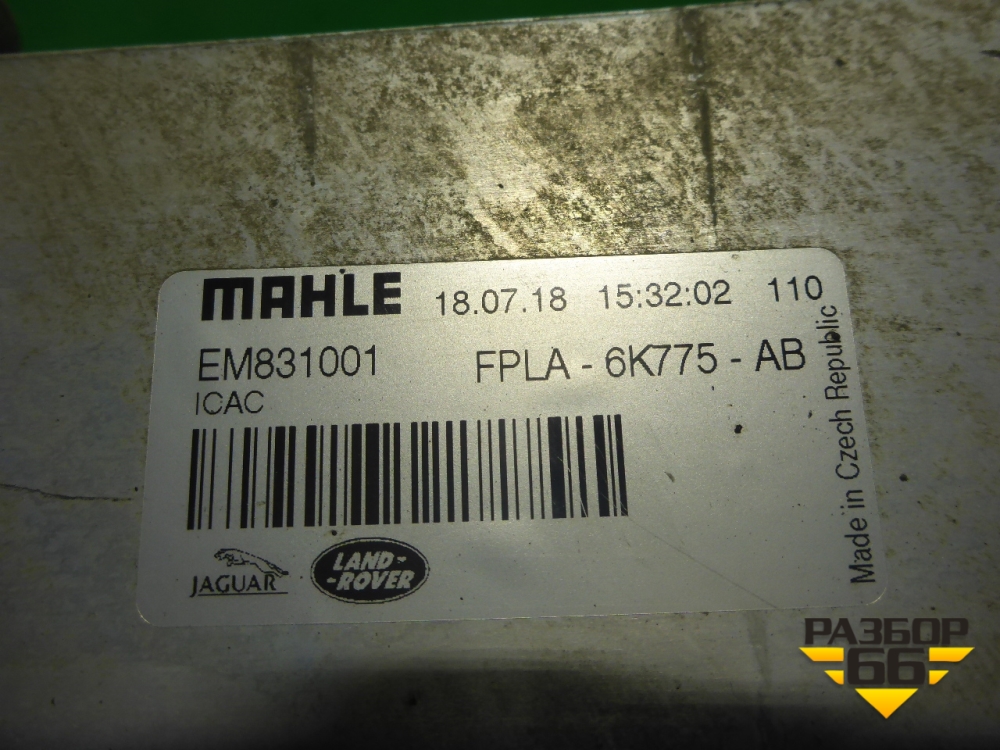 MAHLE 18.07.18 15:32:02 110
EM831001 FPLA - 6K775 - AB
ICAC
Made in Czech Republic
JAGUAR
LAND-
-ROVER
РАЗБОР
66